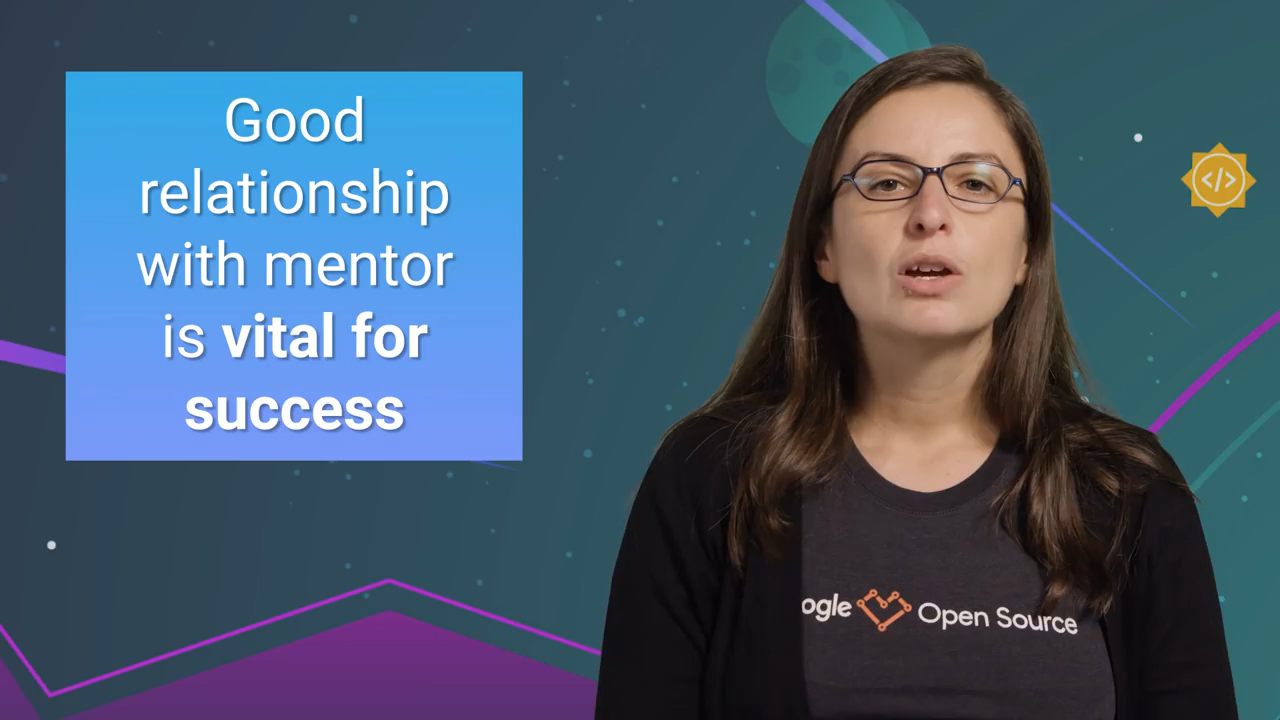 Good
relationship
with mentor
is vital for
success
ogle Open Source
</>